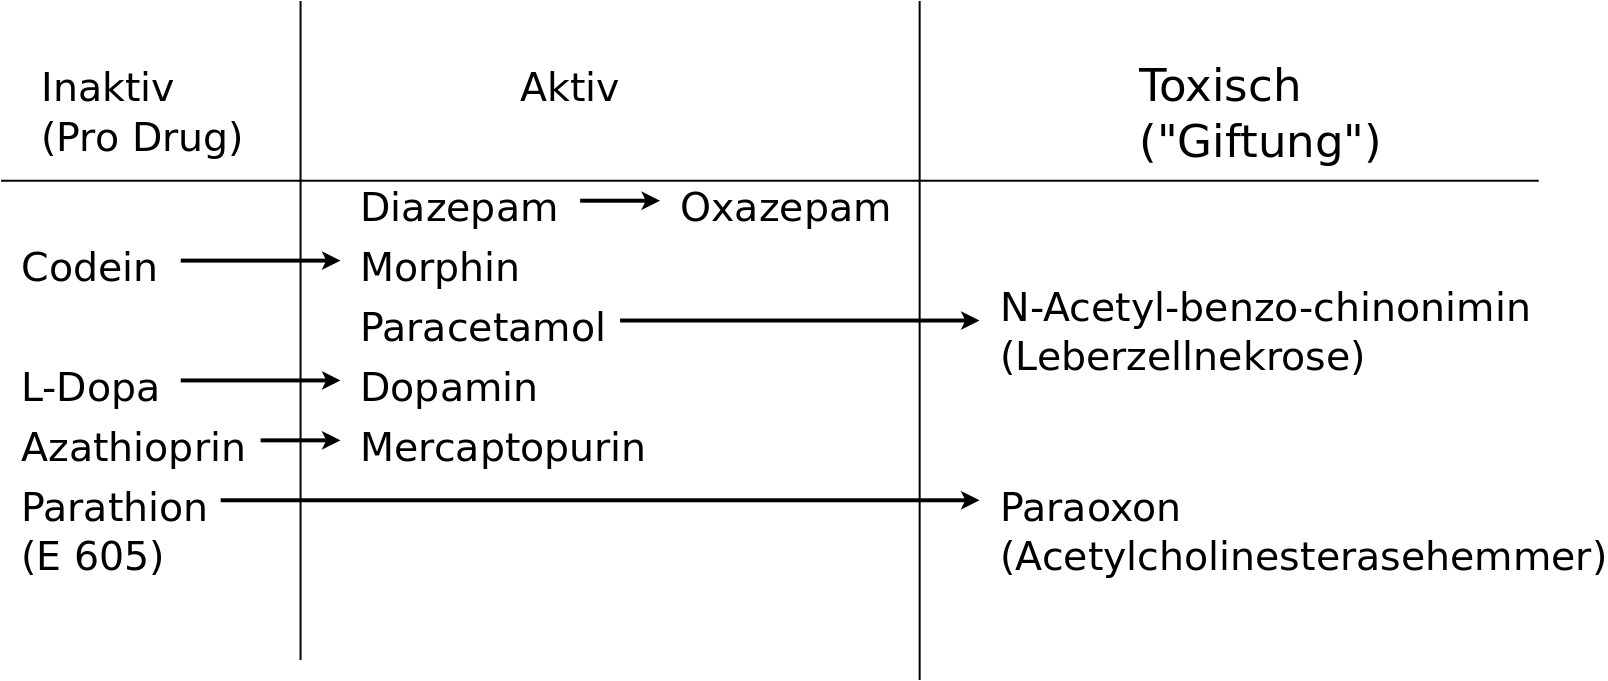 Inaktiv
(Pro Drug)
Aktiv
Toxisch
("Giftung")
Diazepam Oxazepam
Codein Morphin
Paracetamol N-Acetyl-benzo-chinonimin
(Leberzellnekrose)
L-Dopa Dopamin
Azathioprin Mercaptopurin
Parathion Paraoxon
(E 605) (Acetylcholinesterasehemmer)